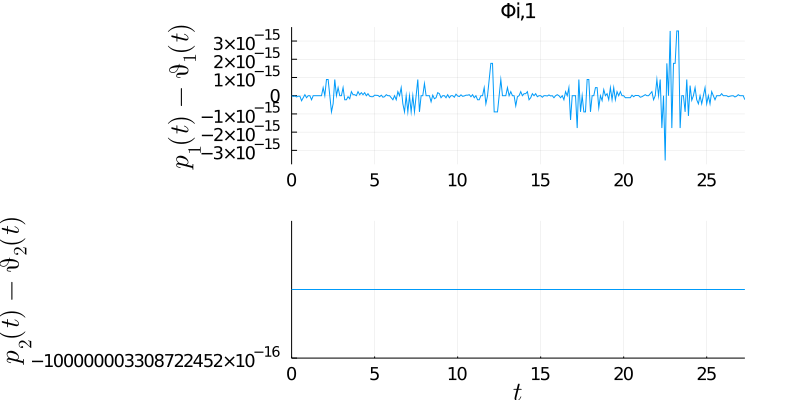 Φi,1
p₁(t) − ϑ₁(t)
3×10⁻¹⁵
2×10⁻¹⁵
1×10⁻¹⁵
0
−1×10⁻¹⁵
−2×10⁻¹⁵
−3×10⁻¹⁵
0 5 10 15 20 25
p₂(t) − ϑ₂(t)
−1000000003308722452×10⁻¹⁶
0 5 10 15 20 25
t